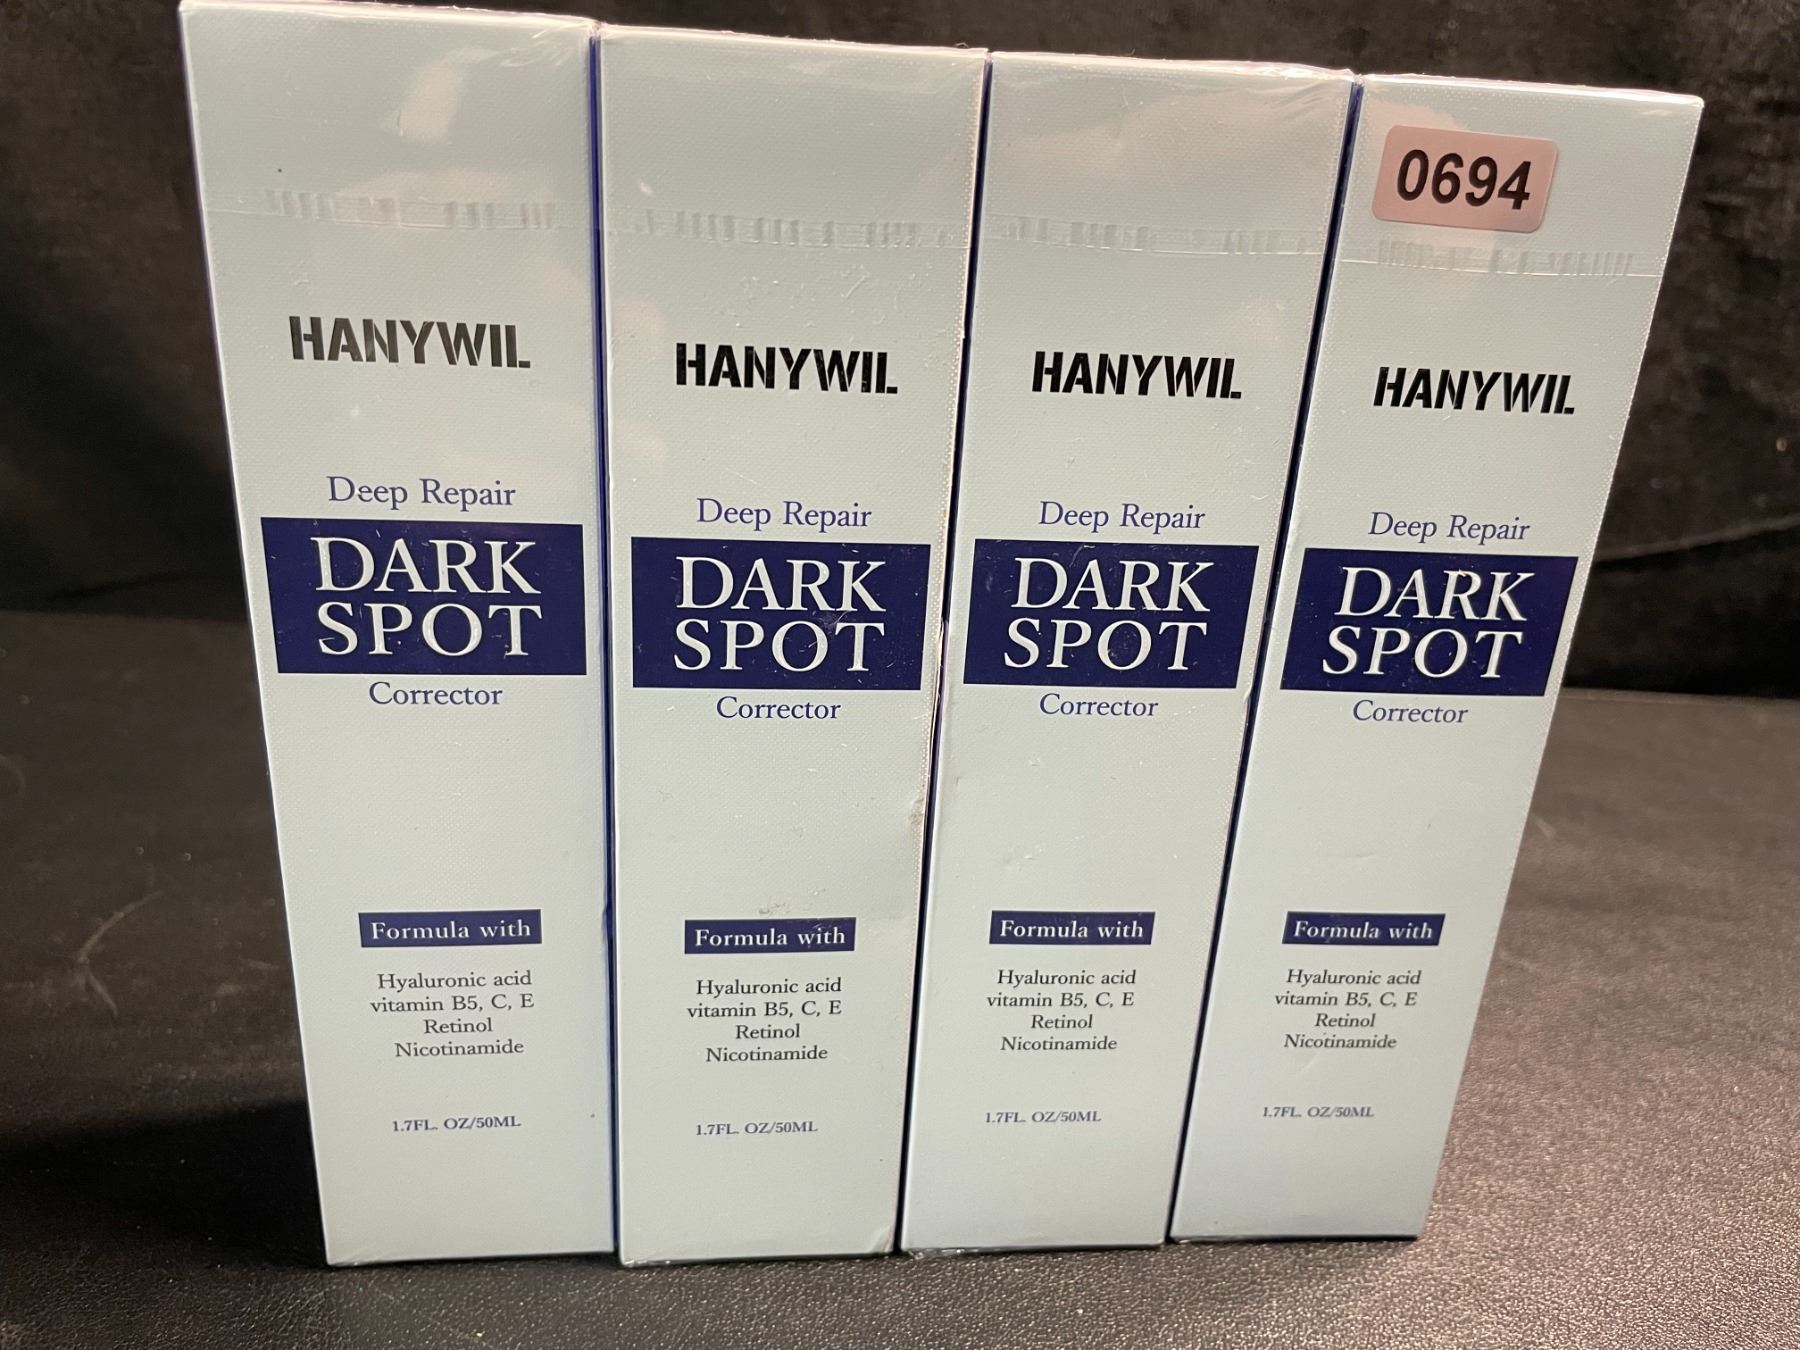 HANYWIL
Deep Repair
DARK
SPOT
Corrector
Formula with
Hyaluronic acid
vitamin B5, C, E
Retinol
Nicotinamide
1.7FL. OZ/50ML
HANYWIL
Deep Repair
DARK
SPOT
Corrector
Formula with
Hyaluronic acid
vitamin B5, C, E
Retinol
Nicotinamide
1.7FL. OZ/50ML
HANYWIL
Deep Repair
DARK
SPOT
Corrector
Formula with
Hyaluronic acid
vitamin B5, C, E
Retinol
Nicotinamide
1.7FL. OZ/50ML
0694
HANYWIL
Deep Repair
DARK
SPOT
Corrector
Formula with
Hyaluronic acid
vitamin B5, C, E
Retinol
Nicotinamide
1.7FL. OZ/50ML